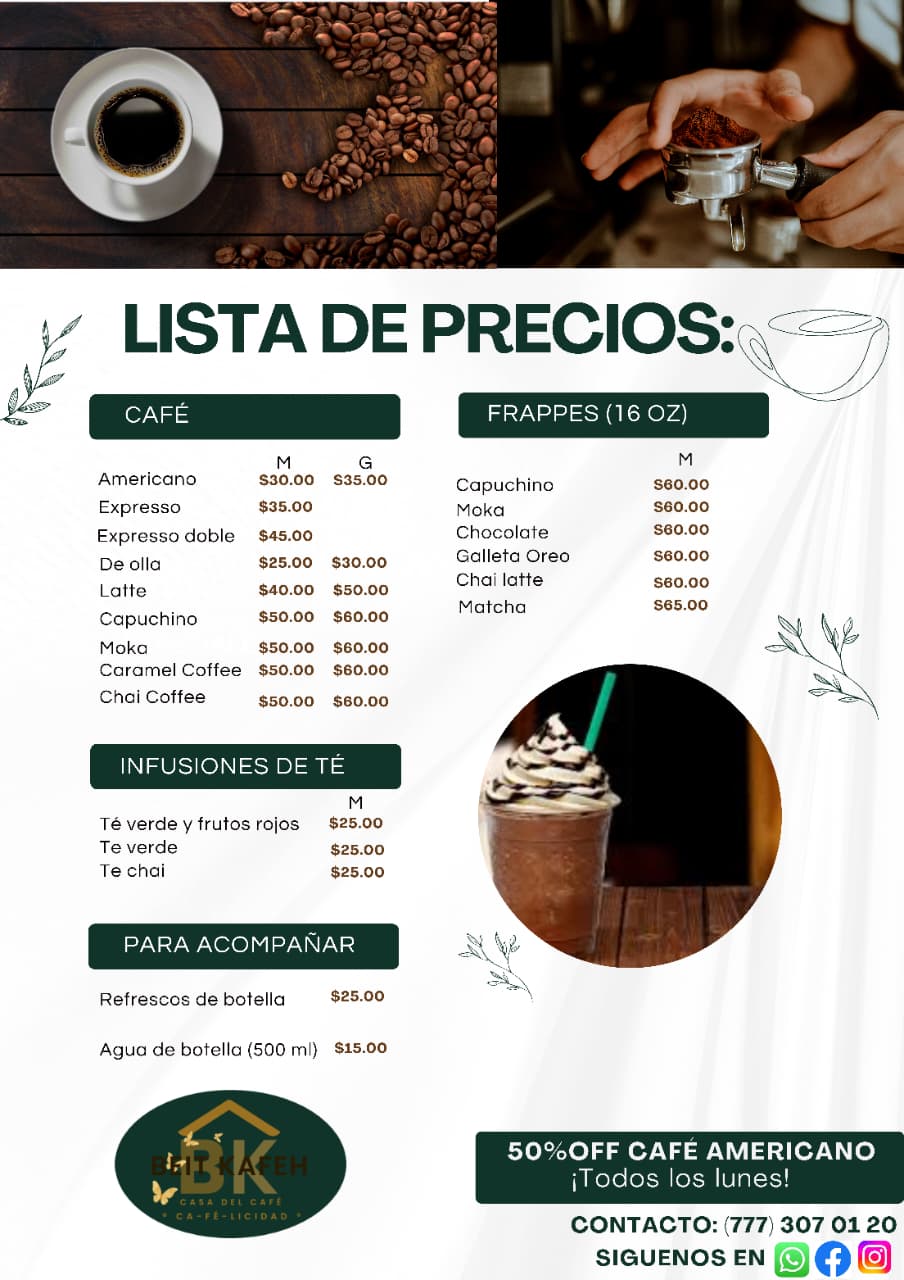 LISTA DE PRECIOS:
CAFÉ
M G
Americano $30.00 $35.00
Expresso $35.00
Expresso doble $45.00
De olla $25.00 $30.00
Latte $40.00 $50.00
Capuchino $50.00 $60.00
Moka $50.00 $60.00
Caramel Coffee $50.00 $60.00
Chai Coffee $50.00 $60.00
INFUSIONES DE TÉ
M
Té verde y frutos rojos $25.00
Te verde $25.00
Te chai $25.00
PARA ACOMPAÑAR
Refrescos de botella $25.00
Agua de botella (500 ml) $15.00
BK
BEIT KAFEH
CASA DEL CAFÉ
* CA-FÉ-LICIDAD *
FRAPPES (16 OZ)
M
Capuchino $60.00
Moka $60.00
Chocolate $60.00
Galleta Oreo $60.00
Chai latte $60.00
Matcha $65.00
50%OFF CAFÉ AMERICANO
¡Todos los lunes!
CONTACTO: (777) 307 01 20
SIGUENOS EN